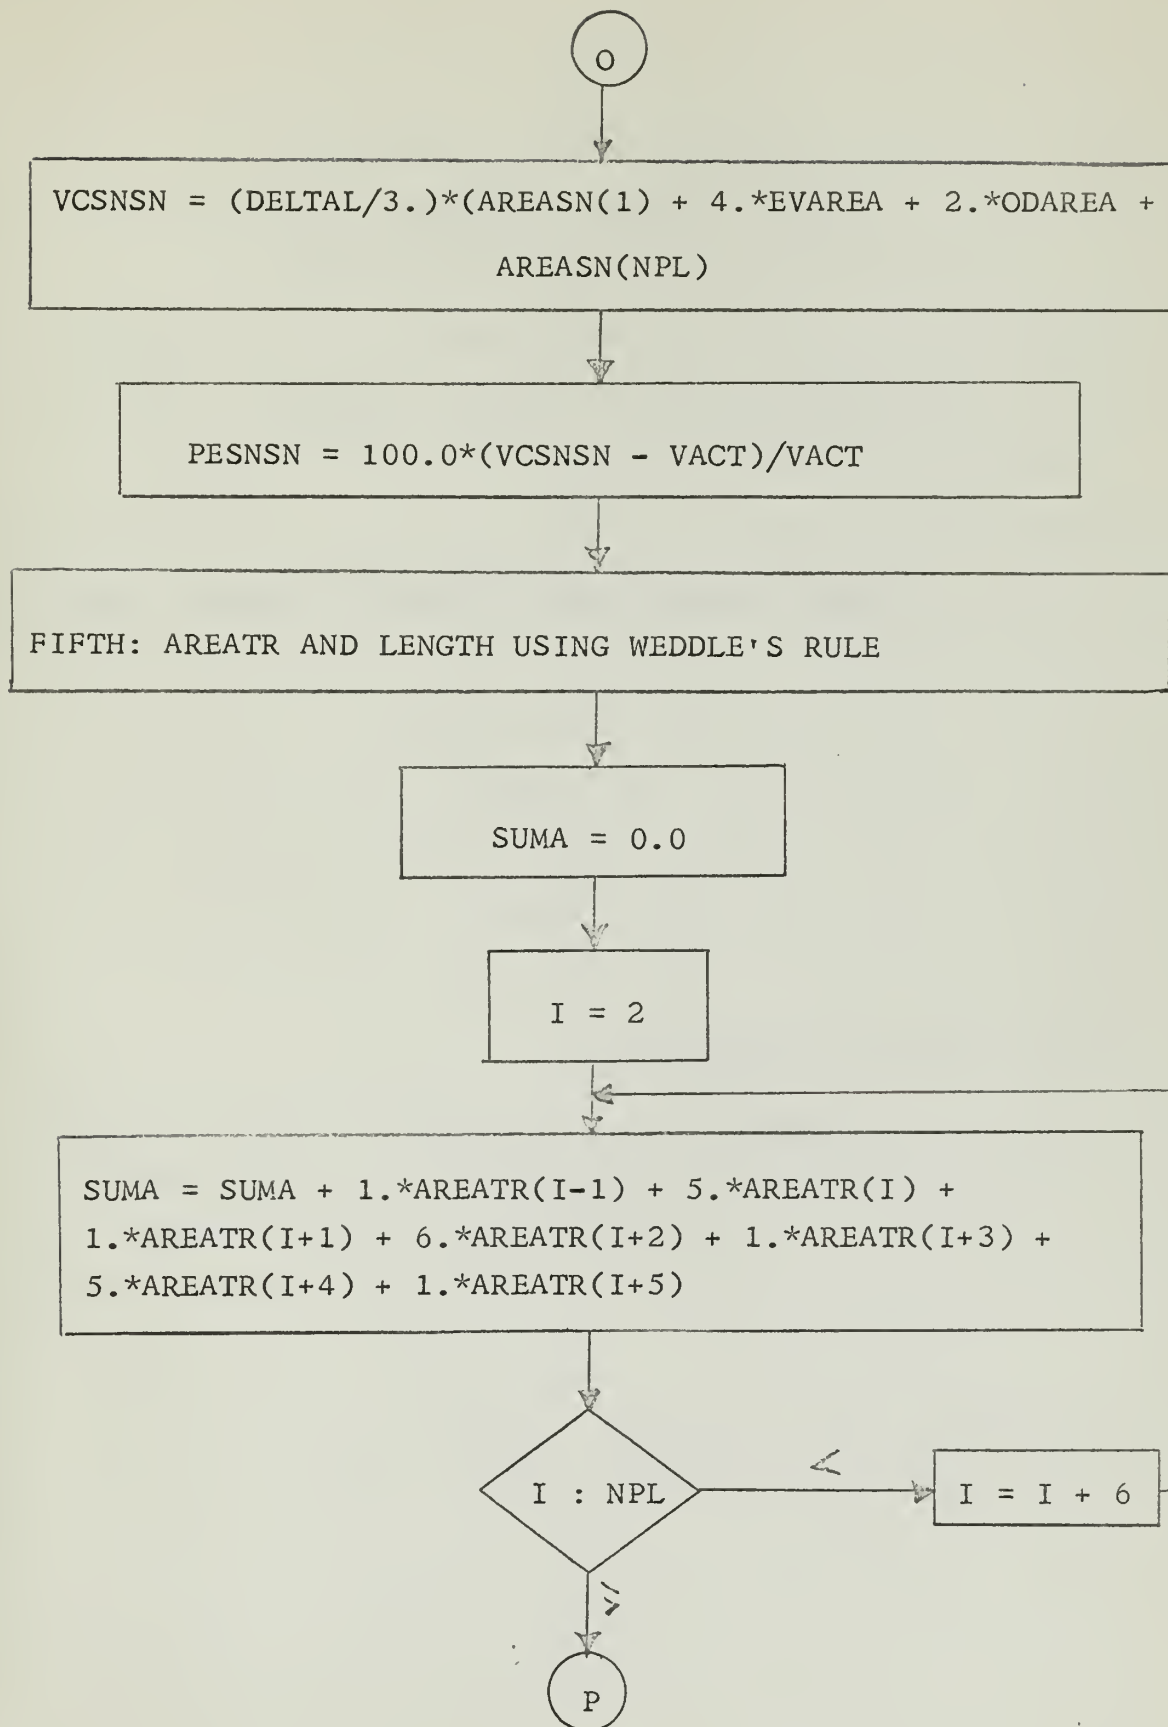 O
VCSNSN = (DELTAL/3.)*(AREASN(1) + 4.*EVAREA + 2.*ODAREA +
AREASN(NPL)
PESNSN = 100.0*(VCSNSN - VACT)/VACT
FIFTH: AREATR AND LENGTH USING WEDDLE'S RULE
SUMA = 0.0
I = 2
SUMA = SUMA + 1.*AREATR(I-1) + 5.*AREATR(I) +
1.*AREATR(I+1) + 6.*AREATR(I+2) + 1.*AREATR(I+3) +
5.*AREATR(I+4) + 1.*AREATR(I+5)
I : NPL
<
I = I + 6
≥
P